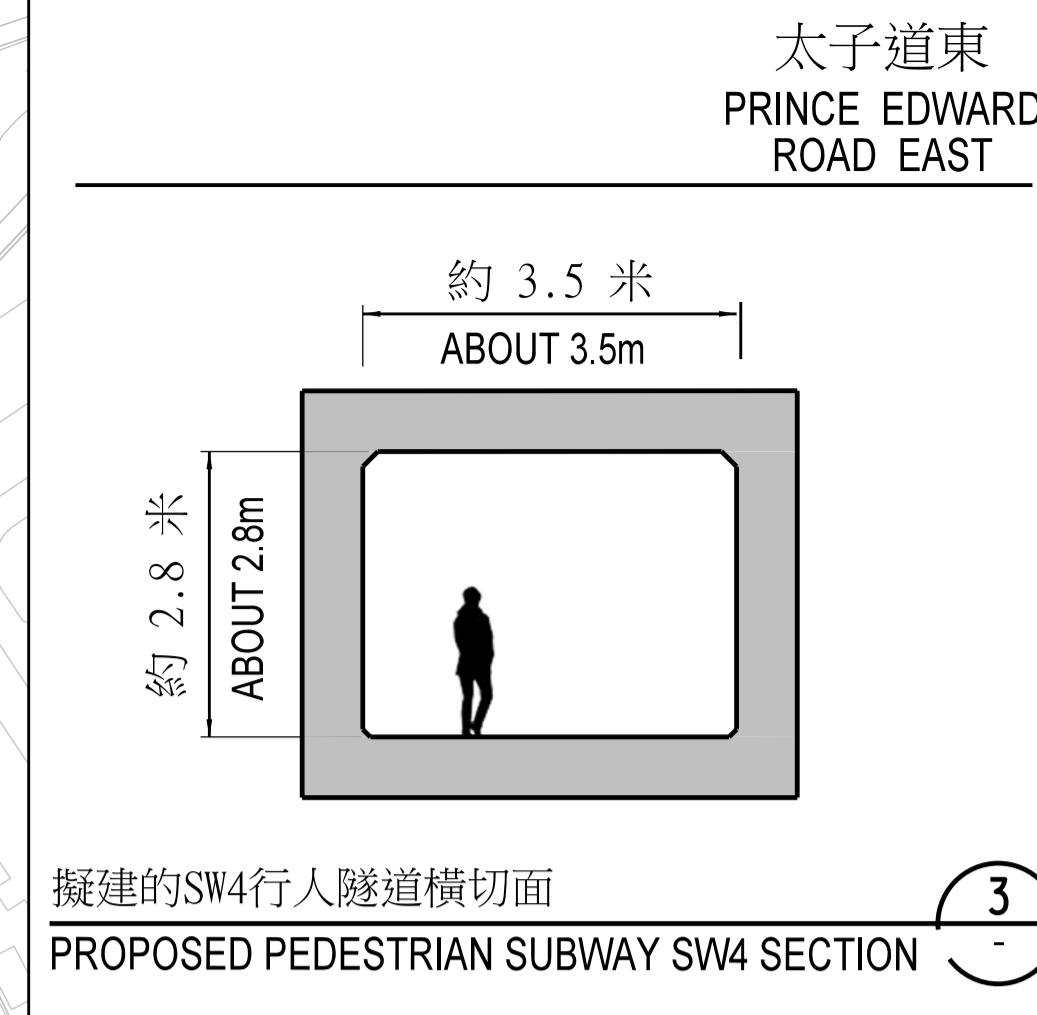 太子道東
PRINCE EDWARD
ROAD EAST
約 3.5 米
ABOUT 3.5m
約 2.8 米
ABOUT 2.8m
擬建的SW4行人隧道橫切面
PROPOSED PEDESTRIAN SUBWAY SW4 SECTION
3
-